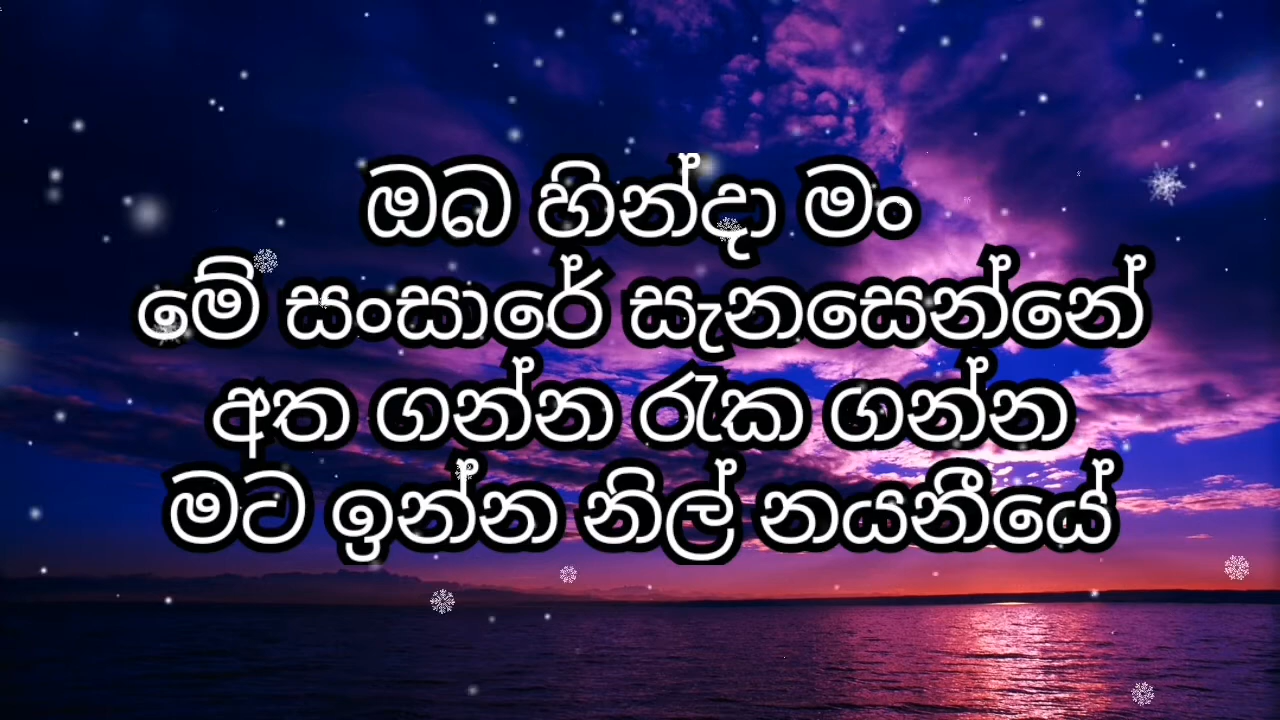 ඔබ හින්දා මං
මේ සංසාරේ සැනසෙන්නේ
අත ගන්න රැක ගන්න
මට ඉන්න නිල් නයනීයේ